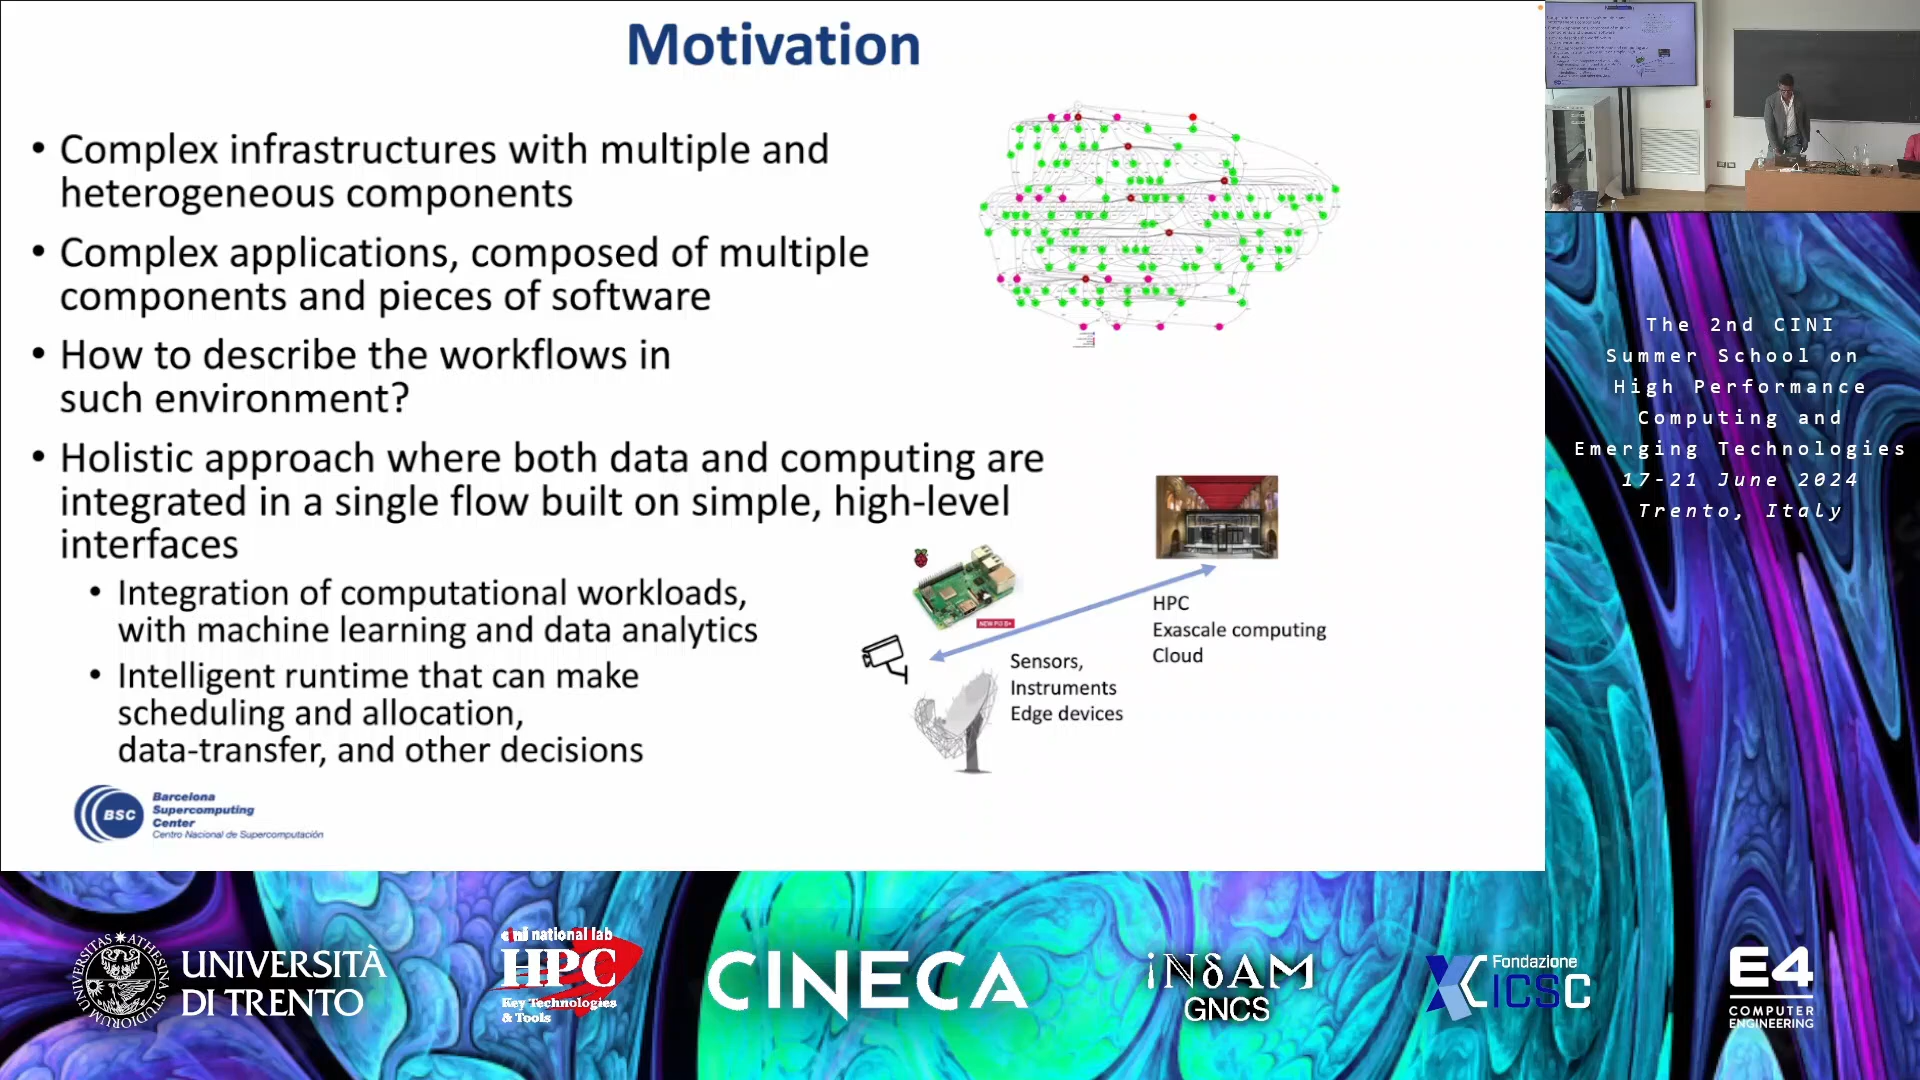 Motivation
• Complex infrastructures with multiple and
heterogeneous components
• Complex applications, composed of multiple
components and pieces of software
• How to describe the workflows in
such environment?
• Holistic approach where both data and computing are
integrated in a single flow built on simple, high-level
interfaces
• Integration of computational workloads,
with machine learning and data analytics
• Intelligent runtime that can make
scheduling and allocation,
data-transfer, and other decisions
HPC
Exascale computing
Cloud
Sensors,
Instruments
Edge devices
BSC
Barcelona
Supercomputing
Center
Centro Nacional de Supercomputación
The 2nd CINI
Summer School on
High Performance
Computing and
Emerging Technologies
17-21 June 2024
Trento, Italy
UNIVERSITÀ
DI TRENTO
cini national lab
HPC
Key Technologies
& Tools
CINECA
iNδAM
GNCS
Fondazione
ICSC
E4
COMPUTER
ENGINEERING